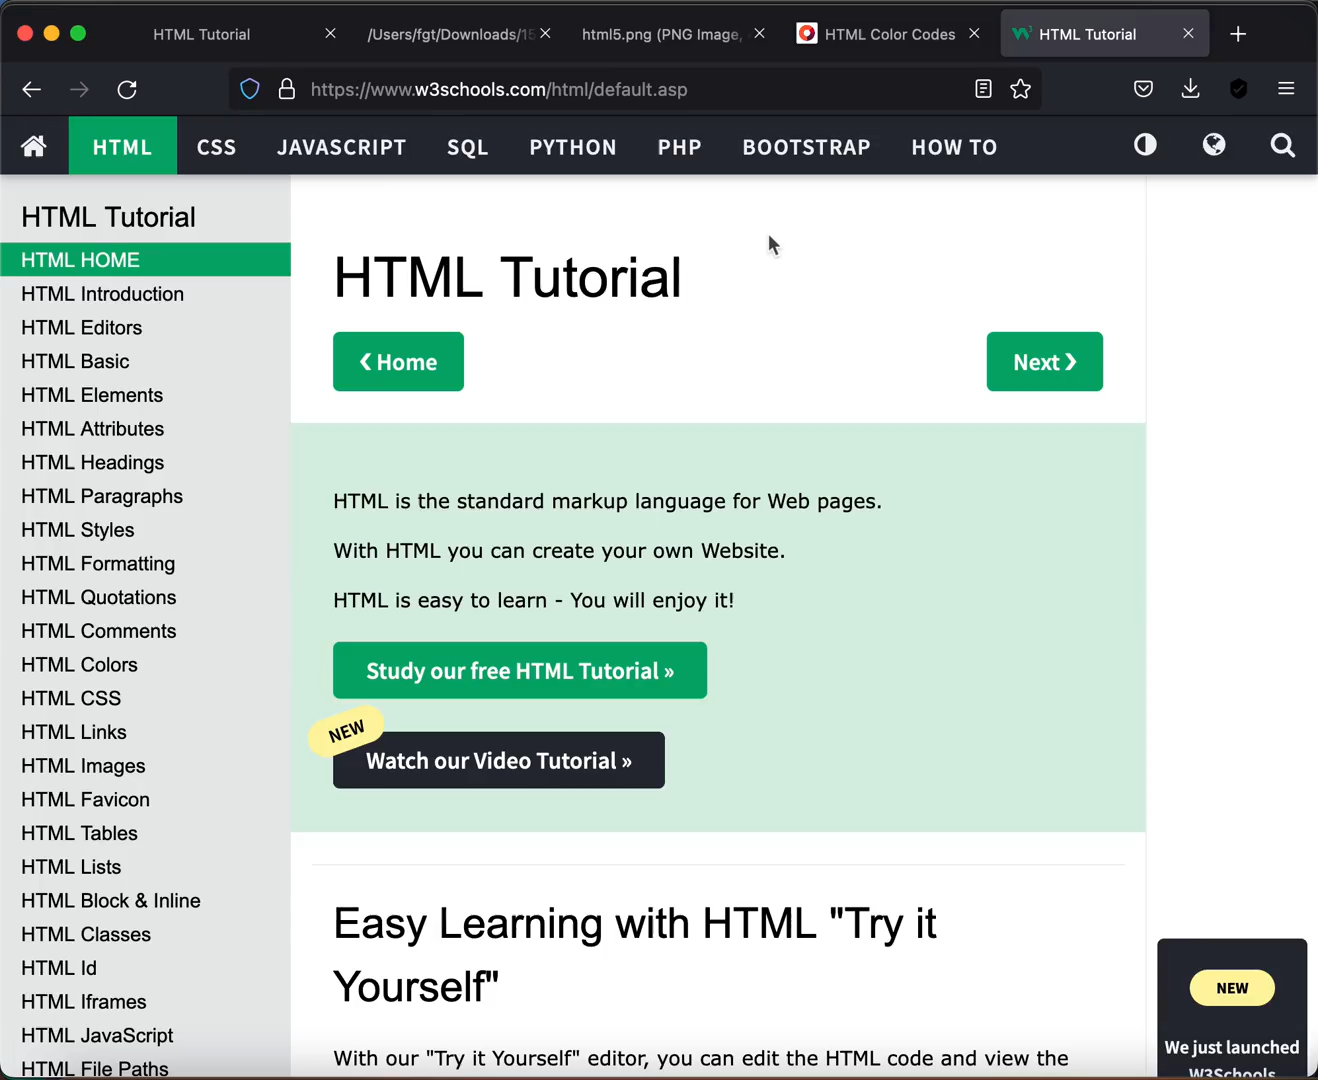 HTML Tutorial
/Users/fgt/Downloads/15
html5.png (PNG Image,
HTML Color Codes
HTML Tutorial
https://www.w3schools.com/html/default.asp
HTML CSS JAVASCRIPT SQL PYTHON PHP BOOTSTRAP HOW TO
HTML Tutorial
HTML HOME
HTML Introduction
HTML Editors
HTML Basic
HTML Elements
HTML Attributes
HTML Headings
HTML Paragraphs
HTML Styles
HTML Formatting
HTML Quotations
HTML Comments
HTML Colors
HTML CSS
HTML Links
HTML Images
HTML Favicon
HTML Tables
HTML Lists
HTML Block & Inline
HTML Classes
HTML Id
HTML Iframes
HTML JavaScript
HTML File Paths
HTML Tutorial
❮ Home
Next ❯
HTML is the standard markup language for Web pages.
With HTML you can create your own Website.
HTML is easy to learn - You will enjoy it!
Study our free HTML Tutorial »
NEW
Watch our Video Tutorial »
Easy Learning with HTML "Try it
Yourself"
With our "Try it Yourself" editor, you can edit the HTML code and view the
NEW
We just launched
W3Schools